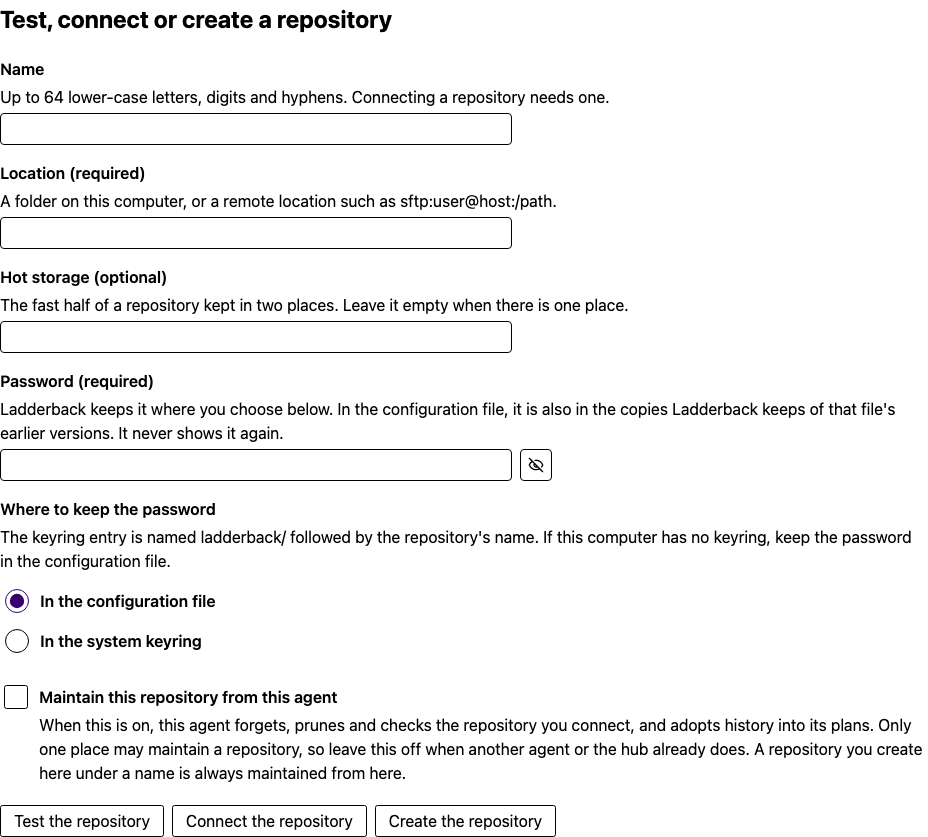 Test, connect or create a repository
Name
Up to 64 lower-case letters, digits and hyphens. Connecting a repository needs one.
Location (required)
A folder on this computer, or a remote location such as sftp:user@host:/path.
Hot storage (optional)
The fast half of a repository kept in two places. Leave it empty when there is one place.
Password (required)
Ladderback keeps it where you choose below. In the configuration file, it is also in the copies Ladderback keeps of that file's
earlier versions. It never shows it again.
Where to keep the password
The keyring entry is named ladderback/ followed by the repository's name. If this computer has no keyring, keep the password
in the configuration file.
In the configuration file
In the system keyring
Maintain this repository from this agent
When this is on, this agent forgets, prunes and checks the repository you connect, and adopts history into its plans. Only
one place may maintain a repository, so leave this off when another agent or the hub already does. A repository you create
here under a name is always maintained from here.
Test the repository
Connect the repository
Create the repository